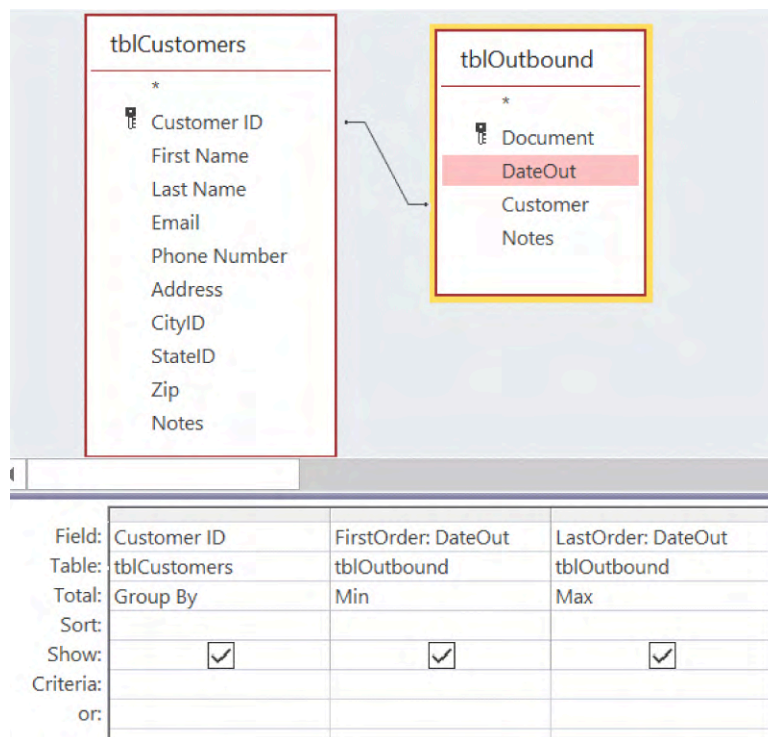 tblCustomers
*
Customer ID
First Name
Last Name
Email
Phone Number
Address
CityID
StateID
Zip
Notes
tblOutbound
*
Document
DateOut
Customer
Notes
Field: Customer ID FirstOrder: DateOut LastOrder: DateOut
Table: tblCustomers tblOutbound tblOutbound
Total: Group By Min Max
Sort:
Show:
Criteria:
or: